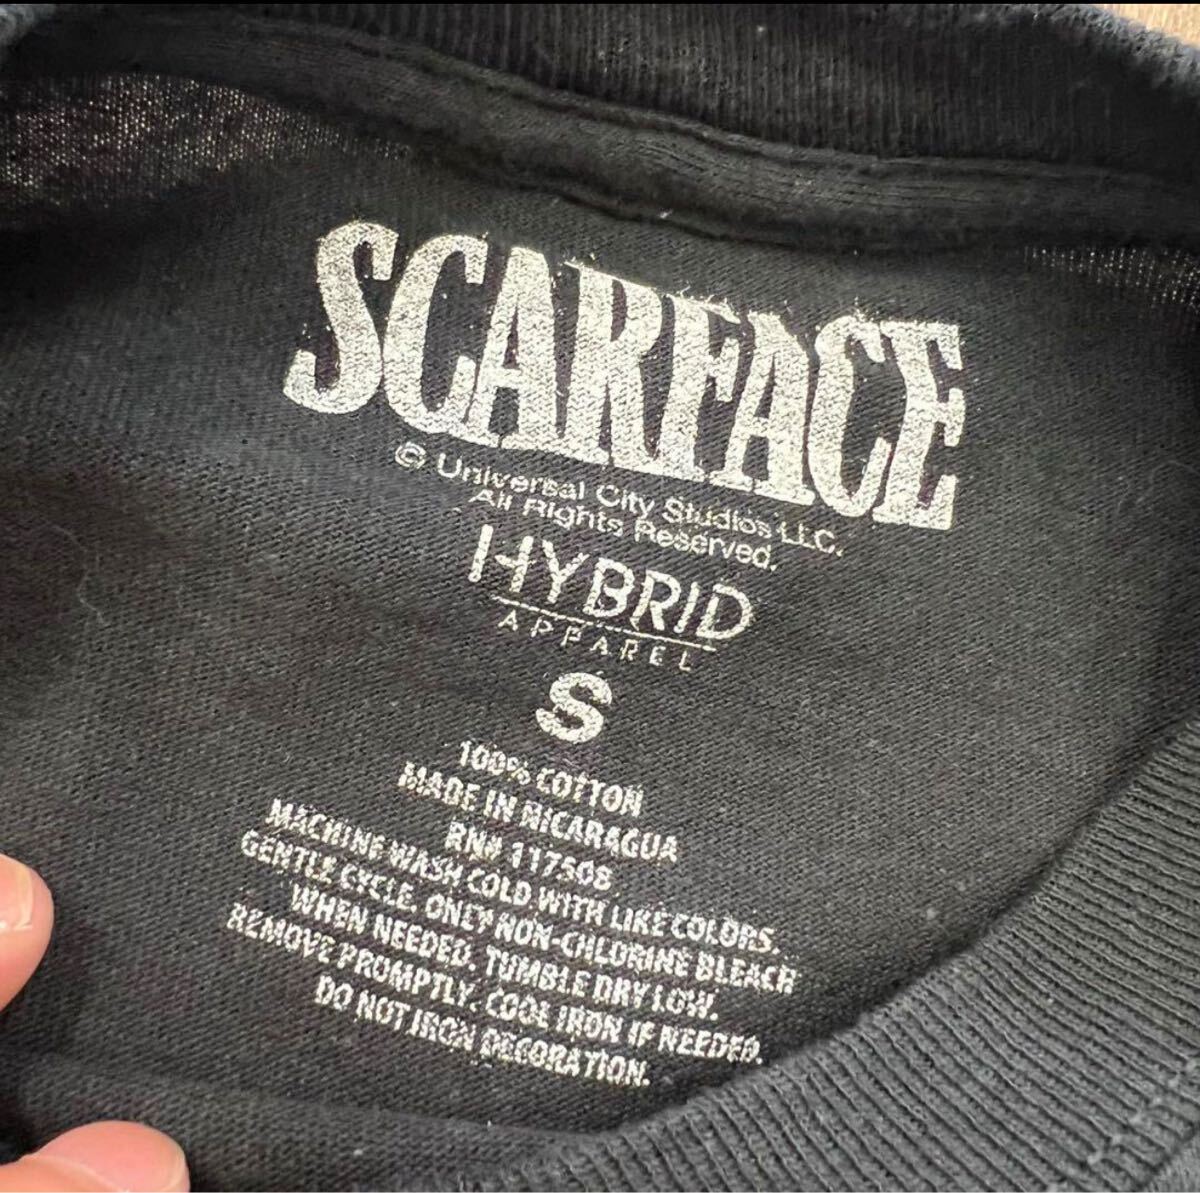 SCARFACE
© Universal City Studios LLC.
All Rights Reserved.
HYBRID
APPAREL
S
100% COTTON
MADE IN NICARAGUA
RN# 117508
MACHINE WASH COLD WITH LIKE COLORS.
GENTLE CYCLE. ONLY NON-CHLORINE BLEACH
WHEN NEEDED. TUMBLE DRY LOW.
REMOVE PROMPTLY. COOL IRON IF NEEDED.
DO NOT IRON DECORATION.